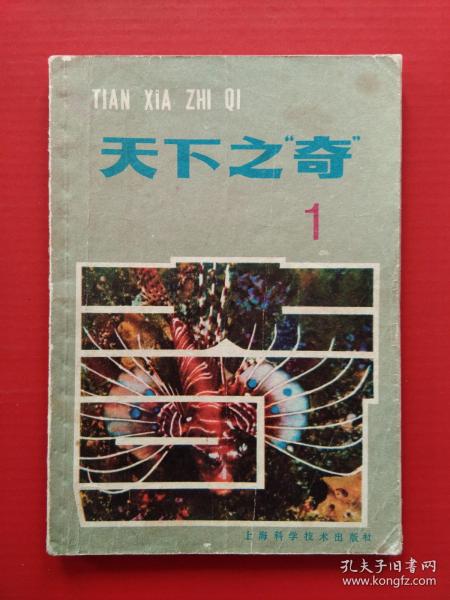 TIAN XiA ZHI QI
天下之“奇”
1
上海科学技术出版社
孔夫子旧书网
www.kongfz.com